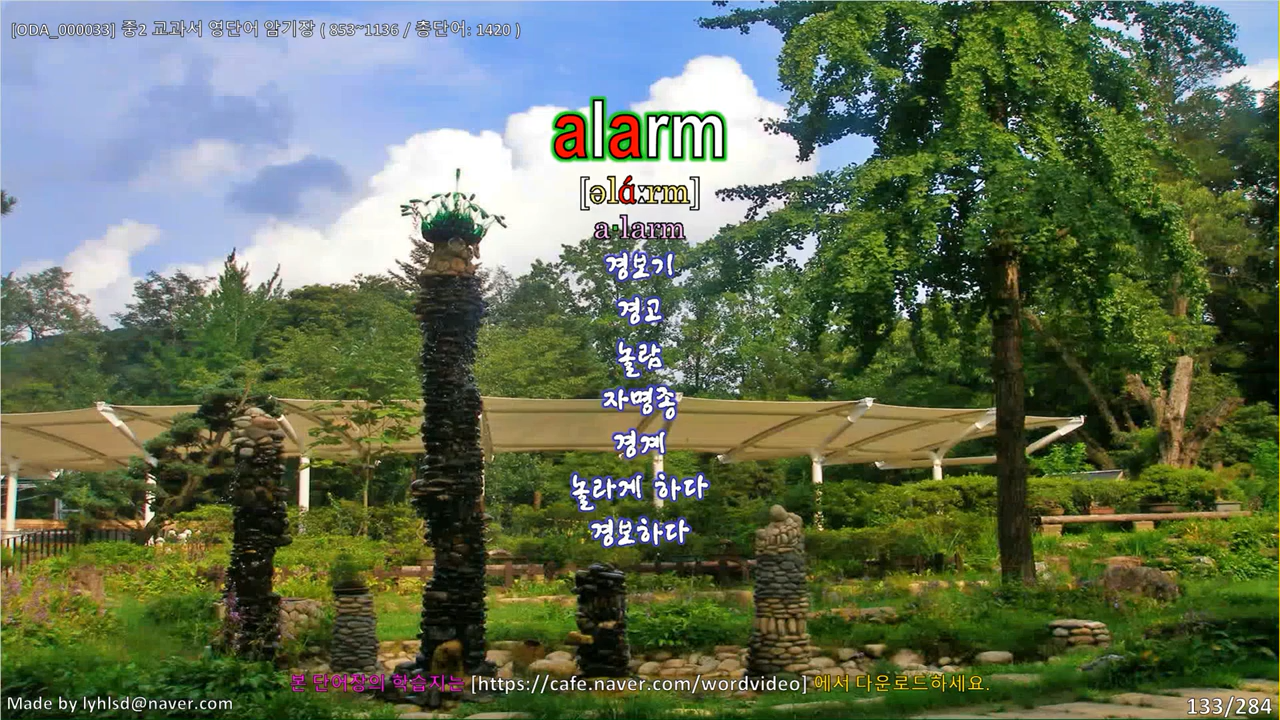 [ODA_000033] 중2 교과서 영단어 암기장 ( 853~1136 / 총단어: 1420 )
alarm
[əláːrm]
a·larm
경보기
경고
놀람
자명종
경계
놀라게 하다
경보하다
본 단어장의 학습지는 [https://cafe.naver.com/wordvideo] 에서 다운로드하세요.
Made by lyhlsd@naver.com
133/284